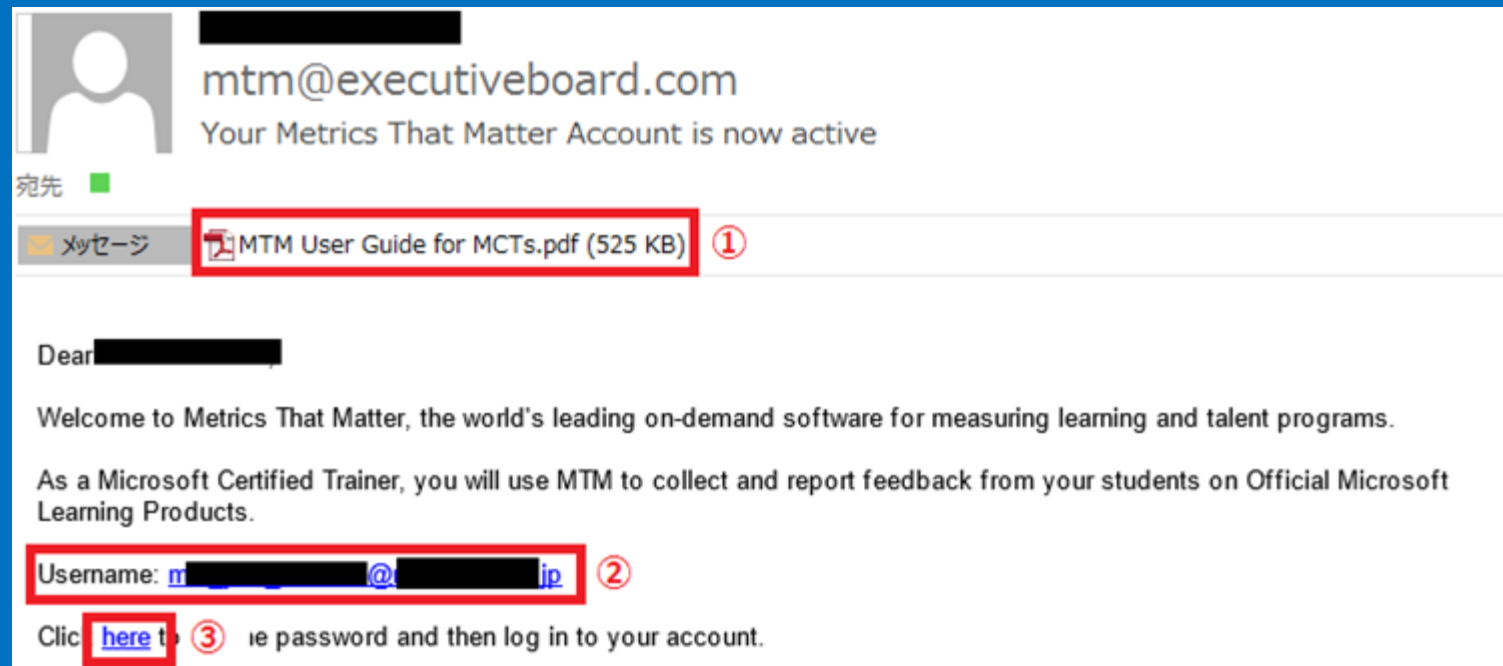 mtm@executiveboard.com
Your Metrics That Matter Account is now active
宛先
メッセージ MTM User Guide for MCTs.pdf (525 KB) ①
Dear
Welcome to Metrics That Matter, the world's leading on-demand software for measuring learning and talent programs.
As a Microsoft Certified Trainer, you will use MTM to collect and report feedback from your students on Official Microsoft
Learning Products.
Username: m @ jp ②
Clic here t ③ e password and then log in to your account.